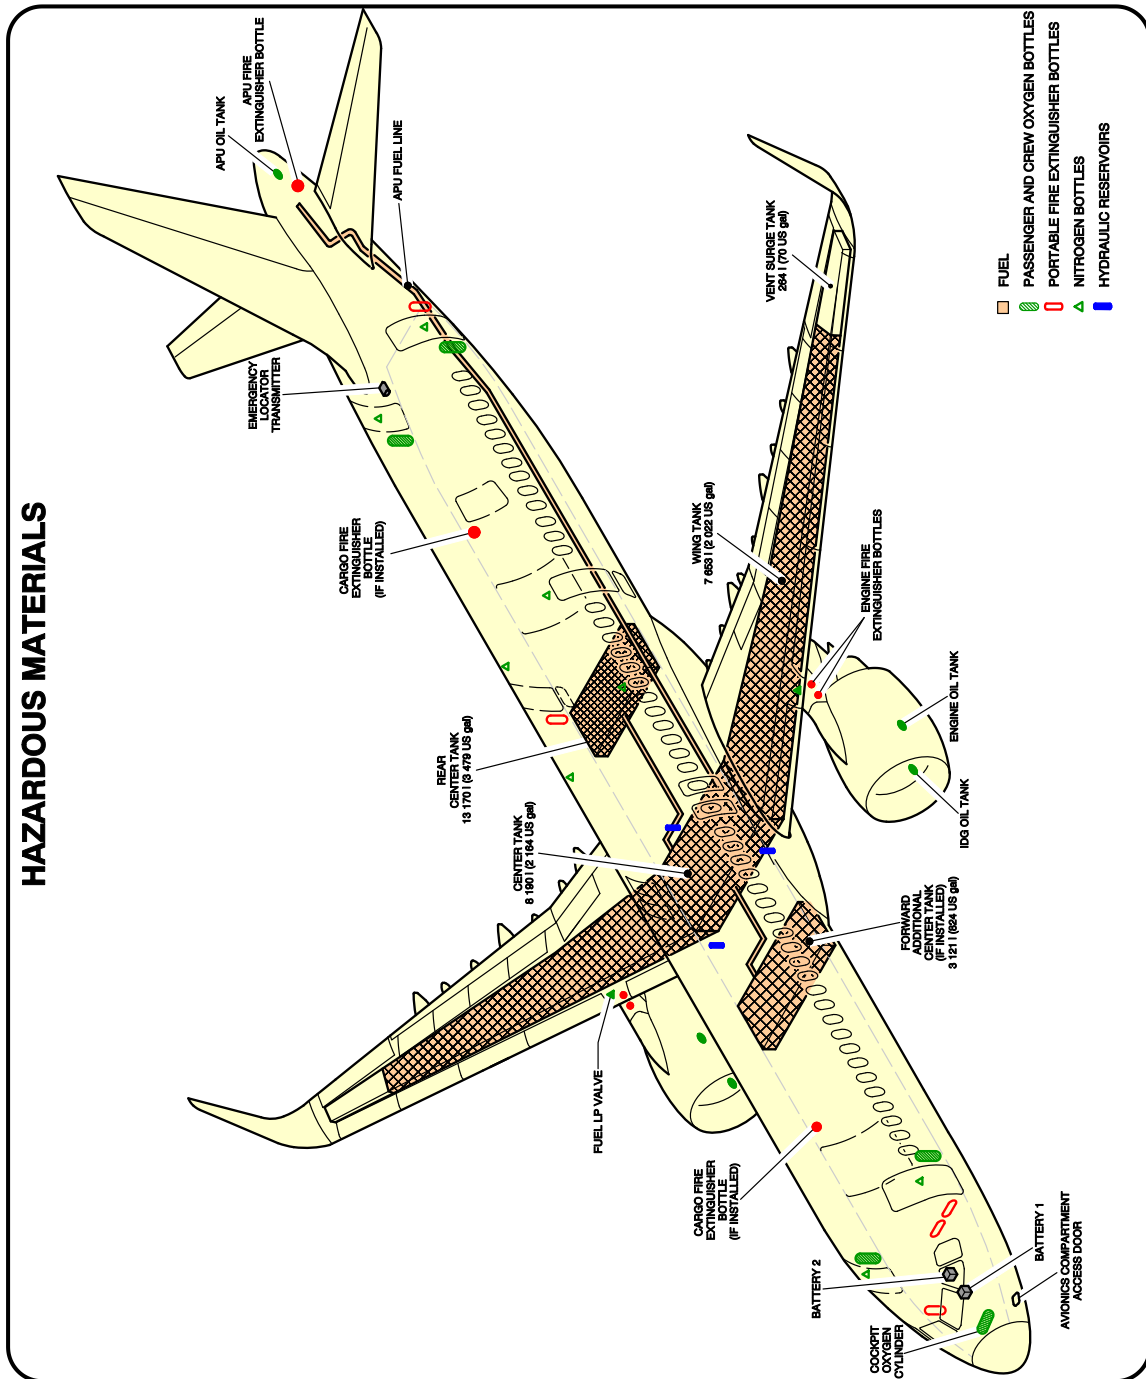 HAZARDOUS MATERIALS
APU OIL TANK
APU FIRE
EXTINGUISHER BOTTLE
APU FUEL LINE
EMERGENCY
LOCATOR
TRANSMITTER
CARGO FIRE
EXTINGUISHER
BOTTLE
(IF INSTALLED)
REAR
CENTER TANK
13 170 l (3 479 US gal)
CENTER TANK
8 190 l (2 164 US gal)
FUEL LP VALVE
CARGO FIRE
EXTINGUISHER
BOTTLE
(IF INSTALLED)
BATTERY 2
COCKPIT
OXYGEN
CYLINDER
VENT SURGE TANK
264 l (70 US gal)
WING TANK
7 653 l (2 022 US gal)
ENGINE FIRE
EXTINGUISHER BOTTLES
ENGINE OIL TANK
IDG OIL TANK
FORWARD
ADDITIONAL
CENTER TANK
(IF INSTALLED)
3 121 l (824 US gal)
BATTERY 1
AVIONICS COMPARTMENT
ACCESS DOOR
FUEL
PASSENGER AND CREW OXYGEN BOTTLES
PORTABLE FIRE EXTINGUISHER BOTTLES
NITROGEN BOTTLES
HYDRAULIC RESERVOIRS